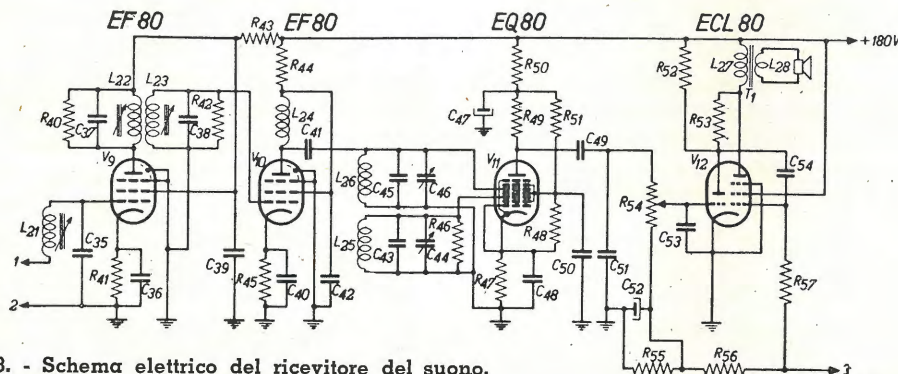 EF80 EF80 EQ80 ECL80
R43
+180V
R44 R50 R52 L27 L28
L22 L23 T1
R40 C37 C38 R42 L24 C41 C47 R49 R51 C49 R53
V9 V10 V11 V12 C54
L26 C45 C46 R54
L21 C35 R46 R48 C53
L25 C43 C44 C50 C51 R57
1 R41 C36 C39 R45 C40 C42 R47 C48 C52
2
R55 R56
3. - Schema elettrico del ricevitore del suono.